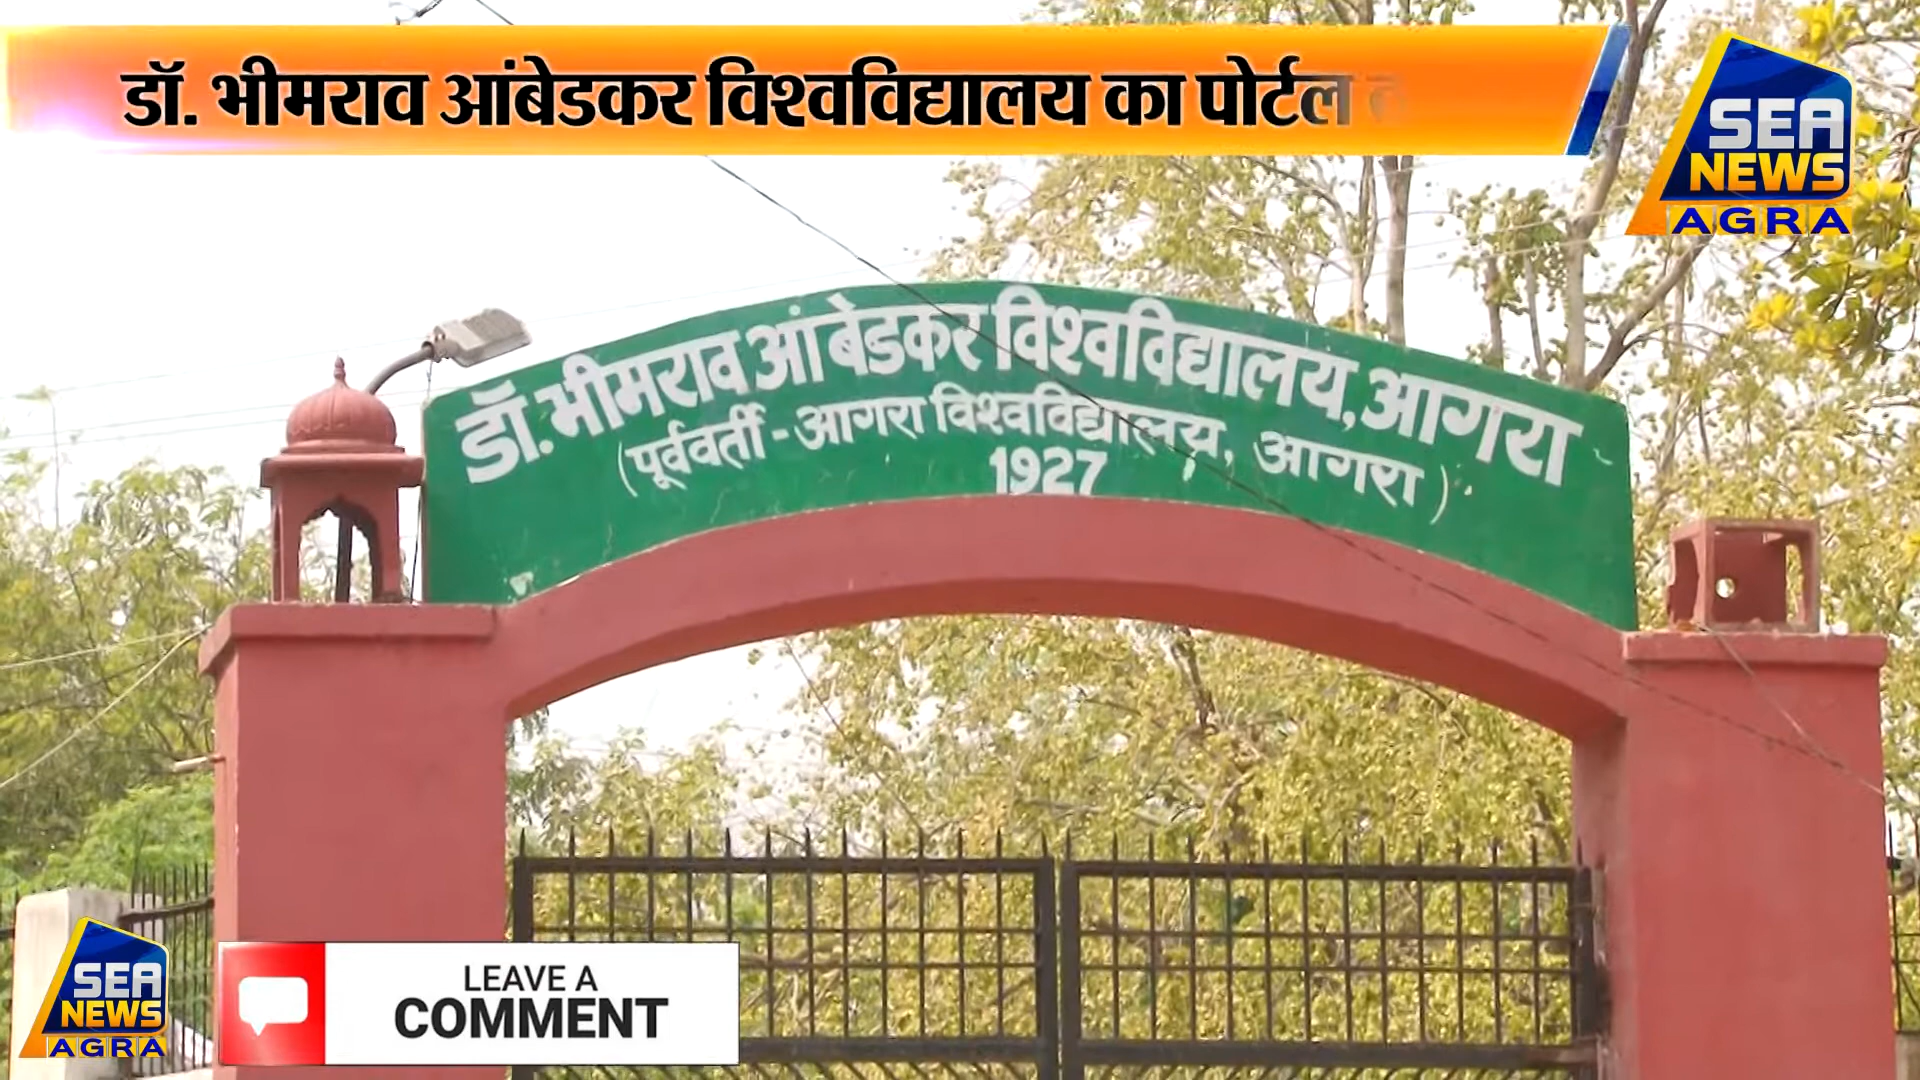 डॉ. भीमराव आंबेडकर विश्वविद्यालय का पोर्टल
SEA
NEWS
AGRA
डॉ. भीमराव आंबेडकर विश्वविद्यालय, आगरा
(पूर्ववर्ती - आगरा विश्वविद्यालय, आगरा)
1927
SEA
NEWS
AGRA
LEAVE A
COMMENT